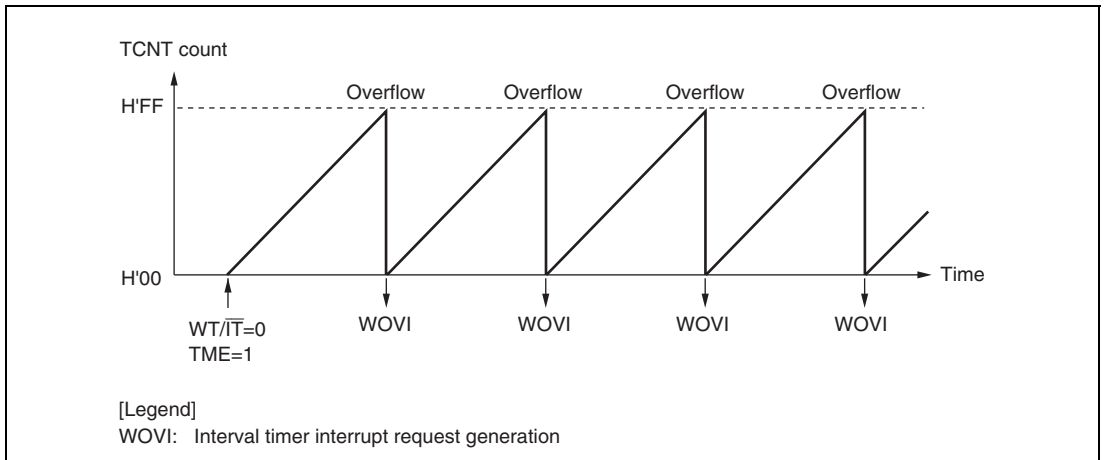 TCNT count
Overflow Overflow Overflow Overflow
H'FF
H'00
Time
WT/I̅T̅=0
TME=1
WOVI WOVI WOVI WOVI
[Legend]
WOVI: Interval timer interrupt request generation